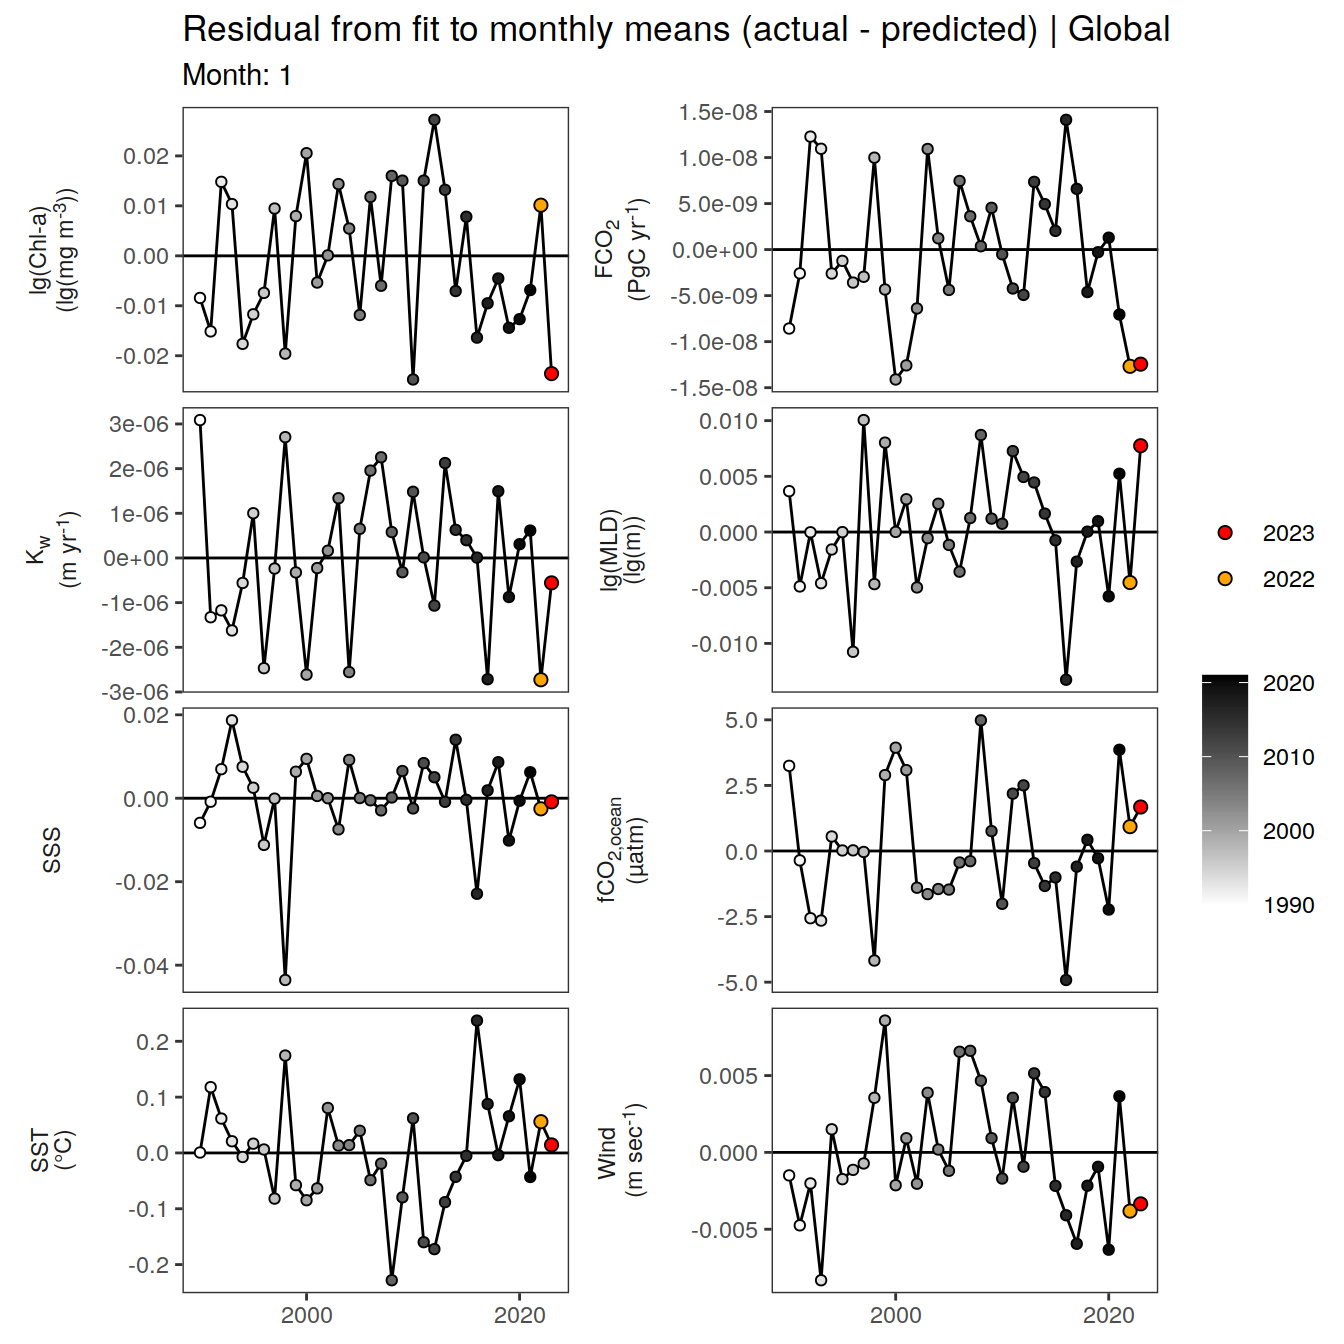 Residual from fit to monthly means (actual - predicted) | Global
Month: 1
lg(Chl-a)
(lg(mg m⁻³))
0.02
0.01
0.00
-0.01
-0.02
FCO₂
(PgC yr⁻¹)
1.5e-08
1.0e-08
5.0e-09
0.0e+00
-5.0e-09
-1.0e-08
-1.5e-08
K_w
(m yr⁻¹)
3e-06
2e-06
1e-06
0e+00
-1e-06
-2e-06
-3e-06
lg(MLD)
(lg(m))
0.010
0.005
0.000
-0.005
-0.010
SSS
0.02
0.00
-0.02
-0.04
fCO₂,ocean
(µatm)
5.0
2.5
0.0
-2.5
-5.0
SST
(°C)
0.2
0.1
0.0
-0.1
-0.2
2000
2020
Wind
(m sec⁻¹)
0.005
0.000
-0.005
2000
2020
2023
2022
2020
2010
2000
1990